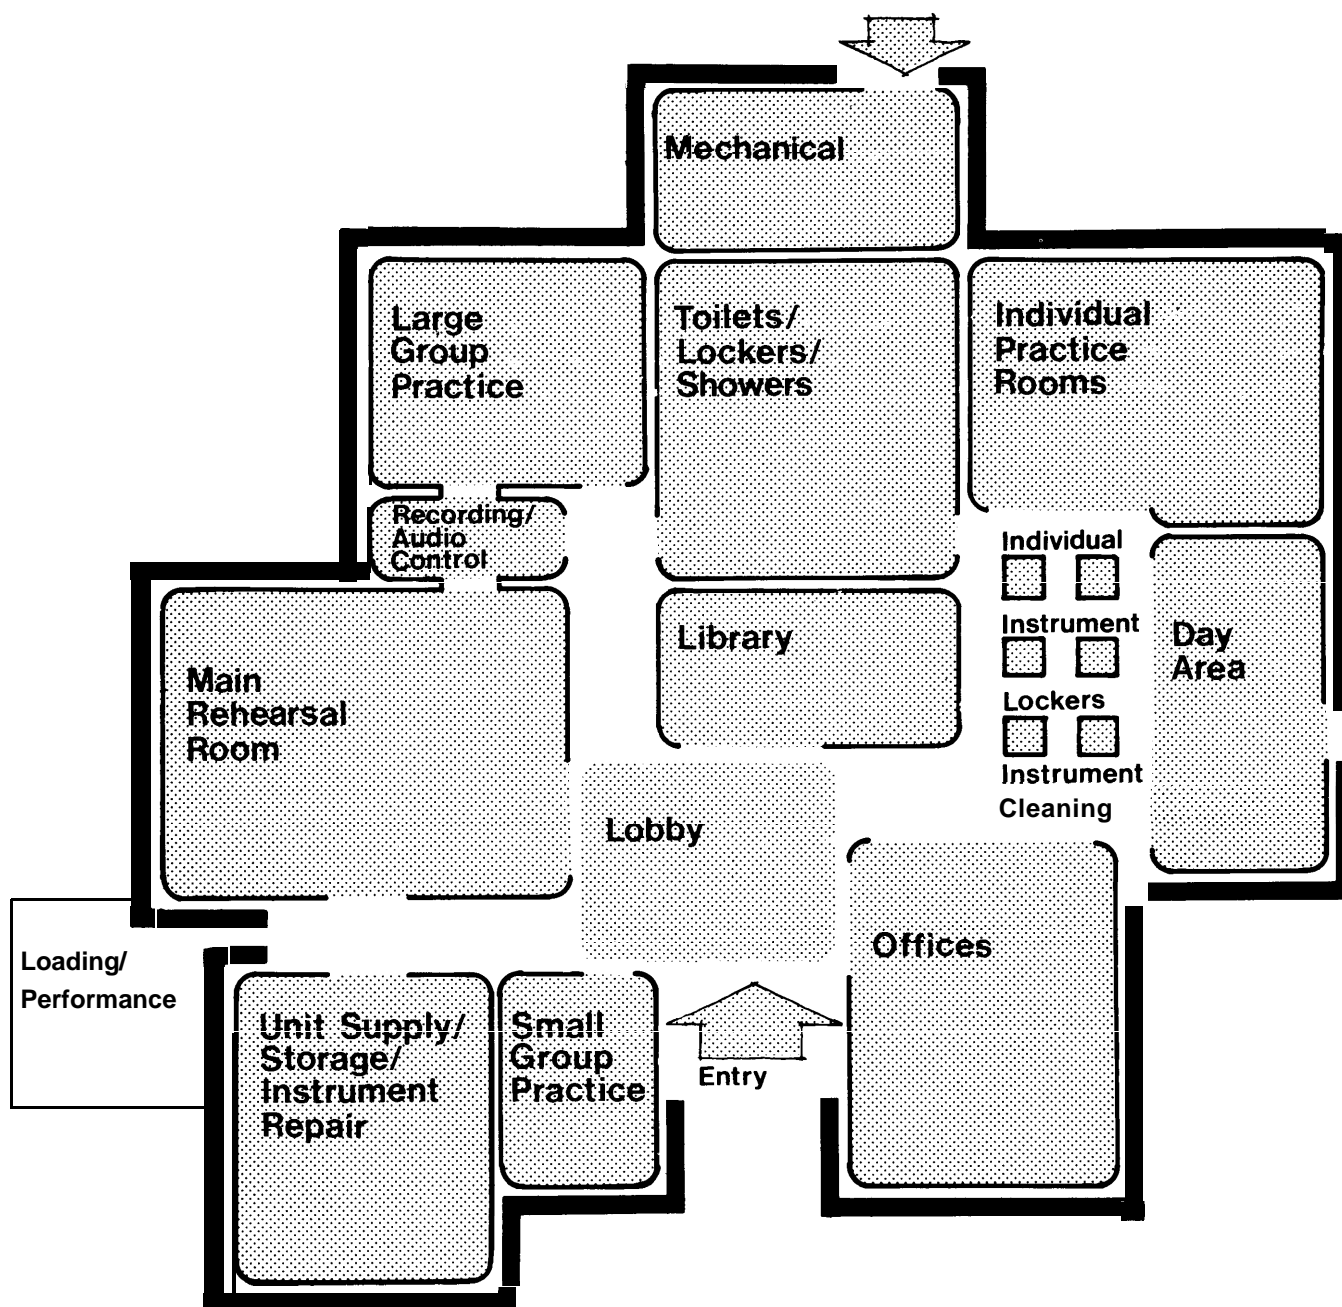 Mechanical
Large
Group
Practice
Toilets/
Lockers/
Showers
Individual
Practice
Rooms
Recording/
Audio
Control
Individual
Instrument
Lockers
Instrument
Cleaning
Day
Area
Library
Main
Rehearsal
Room
Lobby
Offices
Loading/
Performance
Unit Supply/
Storage/
Instrument
Repair
Small
Group
Practice
Entry